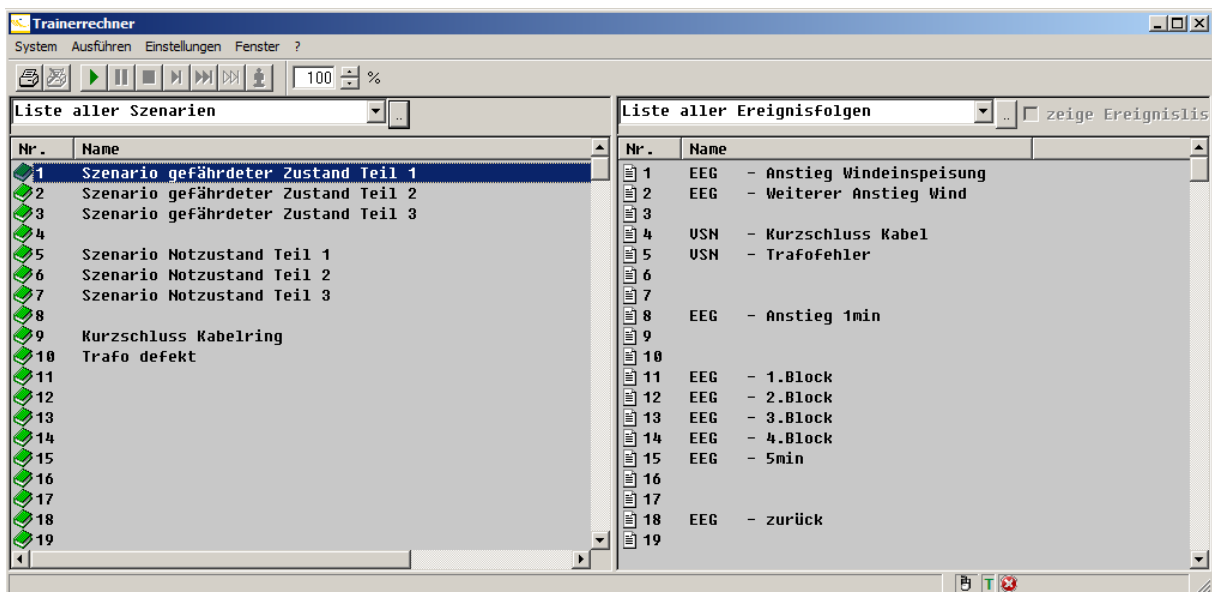 Trainerrechner
System Ausführen Einstellungen Fenster ?
100 %
Liste aller Szenarien ..
Nr. Name
1 Szenario gefährdeter Zustand Teil 1
2 Szenario gefährdeter Zustand Teil 2
3 Szenario gefährdeter Zustand Teil 3
4
5 Szenario Notzustand Teil 1
6 Szenario Notzustand Teil 2
7 Szenario Notzustand Teil 3
8
9 Kurzschluss Kabelring
10 Trafo defekt
11
12
13
14
15
16
17
18
19
Liste aller Ereignisfolgen .. zeige Ereignislis
Nr. Name
1 EEG - Anstieg Windeinspeisung
2 EEG - Weiterer Anstieg Wind
3
4 VSN - Kurzschluss Kabel
5 VSN - Trafofehler
6
7
8 EEG - Anstieg 1min
9
10
11 EEG - 1.Block
12 EEG - 2.Block
13 EEG - 3.Block
14 EEG - 4.Block
15 EEG - 5min
16
17
18 EEG - zurück
19
T